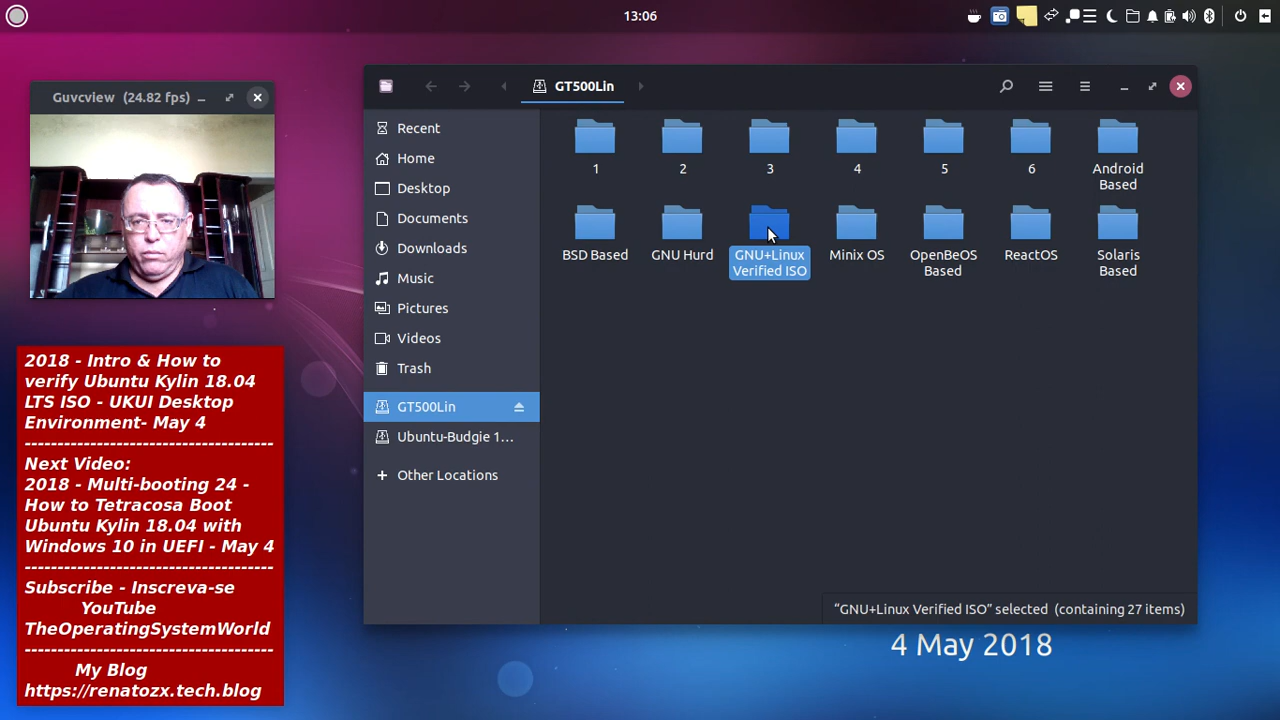 13:06
Guvcview (24.82 fps)
GT500Lin
Recent
Home
Desktop
Documents
Downloads
Music
Pictures
Videos
Trash
GT500Lin
Ubuntu-Budgie 1...
Other Locations
1
2
3
4
5
6
Android
Based
BSD Based
GNU Hurd
GNU+Linux
Verified ISO
Minix OS
OpenBeOS
Based
ReactOS
Solaris
Based
“GNU+Linux Verified ISO” selected (containing 27 items)
4 May 2018
2018 - Intro & How to
verify Ubuntu Kylin 18.04
LTS ISO - UKUI Desktop
Environment- May 4
--------------------------------------
Next Video:
2018 - Multi-booting 24 -
How to Tetracosa Boot
Ubuntu Kylin 18.04 with
Windows 10 in UEFI - May 4
--------------------------------------
Subscribe - Inscreva-se
YouTube
TheOperatingSystemWorld
--------------------------------------
My Blog
https://renatozx.tech.blog